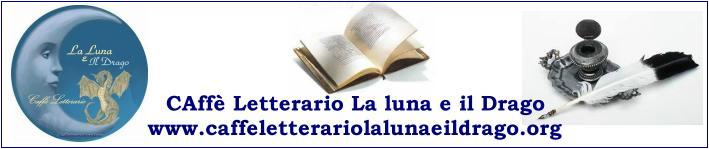 La Luna
e Il Drago
Caffè Letterario
CAffè Letterario La luna e il Drago
www.caffeletterariolalunaeildrago.org